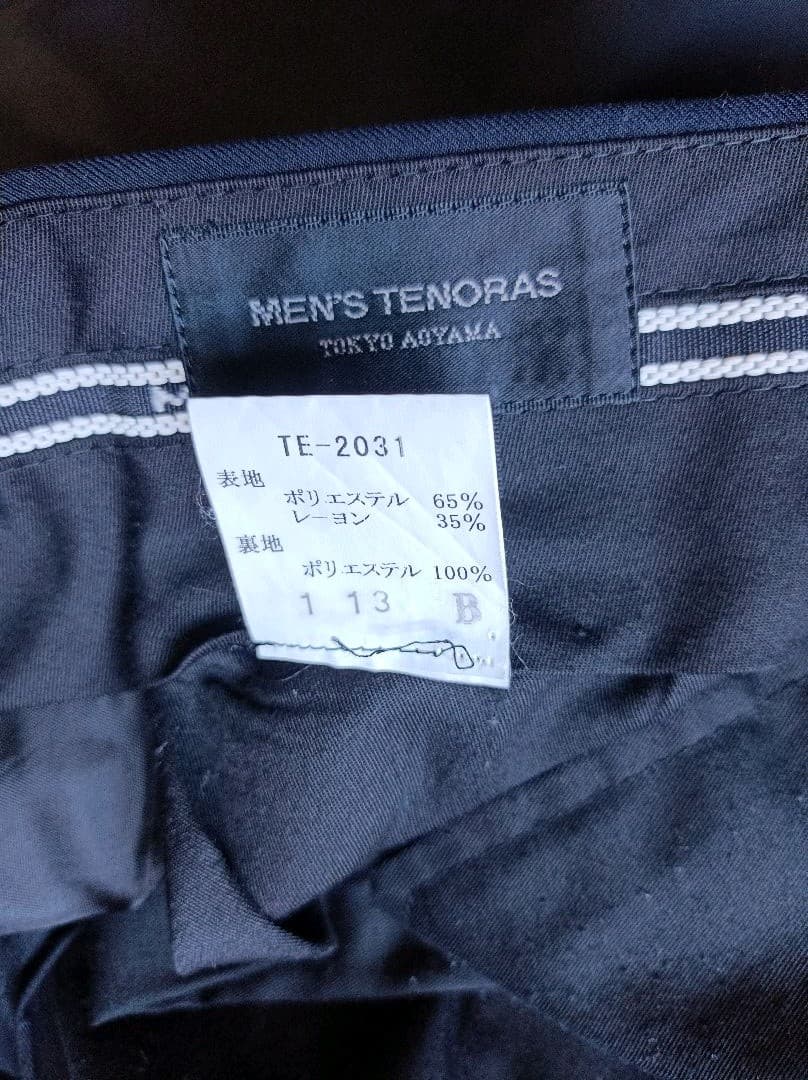 MEN'S TENORAS
TOKYO AOYAMA
TE-2031
表地
ポリエステル 65%
レーヨン 35%
裏地
ポリエステル 100%
1 13 B